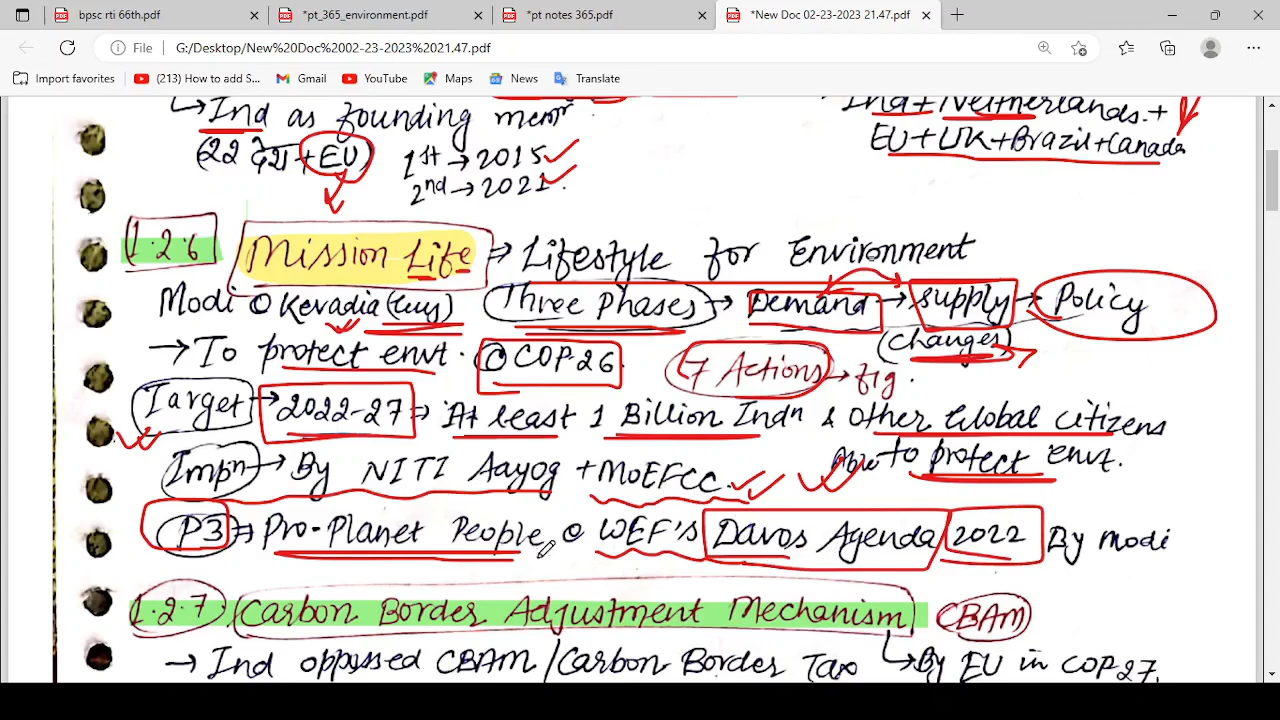 bpsc rti 66th.pdf
*pt_365_environment.pdf
*pt notes 365.pdf
*New Doc 02-23-2023 21.47.pdf
File G:/Desktop/New%20Doc%2002-23-2023%2021.47.pdf
Import favorites (213) How to add S... Gmail YouTube Maps News Translate
Ind as founding mem
1st → 2015
2nd → 2021
Ind + Netherlands +
EU + UK + Brazil + Canada
1.2.6 Mission Life → Lifestyle for Environment
Modi @ Kevadia (Guj) Three Phases → Demand → supply → Policy
(changes)
→ To protect envt. @ COP26 7 Actions → fig.
Target → 2022-27 → At least 1 Billion Indn & Other Global citizens
to protect envt.
Impn → By NITI Aayog + MoEFCC.
P3 ⇒ Pro-Planet People @ WEF's Davos Agenda 2022 By Modi
1.2.7 Carbon Border Adjustment Mechanism CBAM
→ Ind oppssed CBAM/Carbon Border Tax → By EU in COP27.